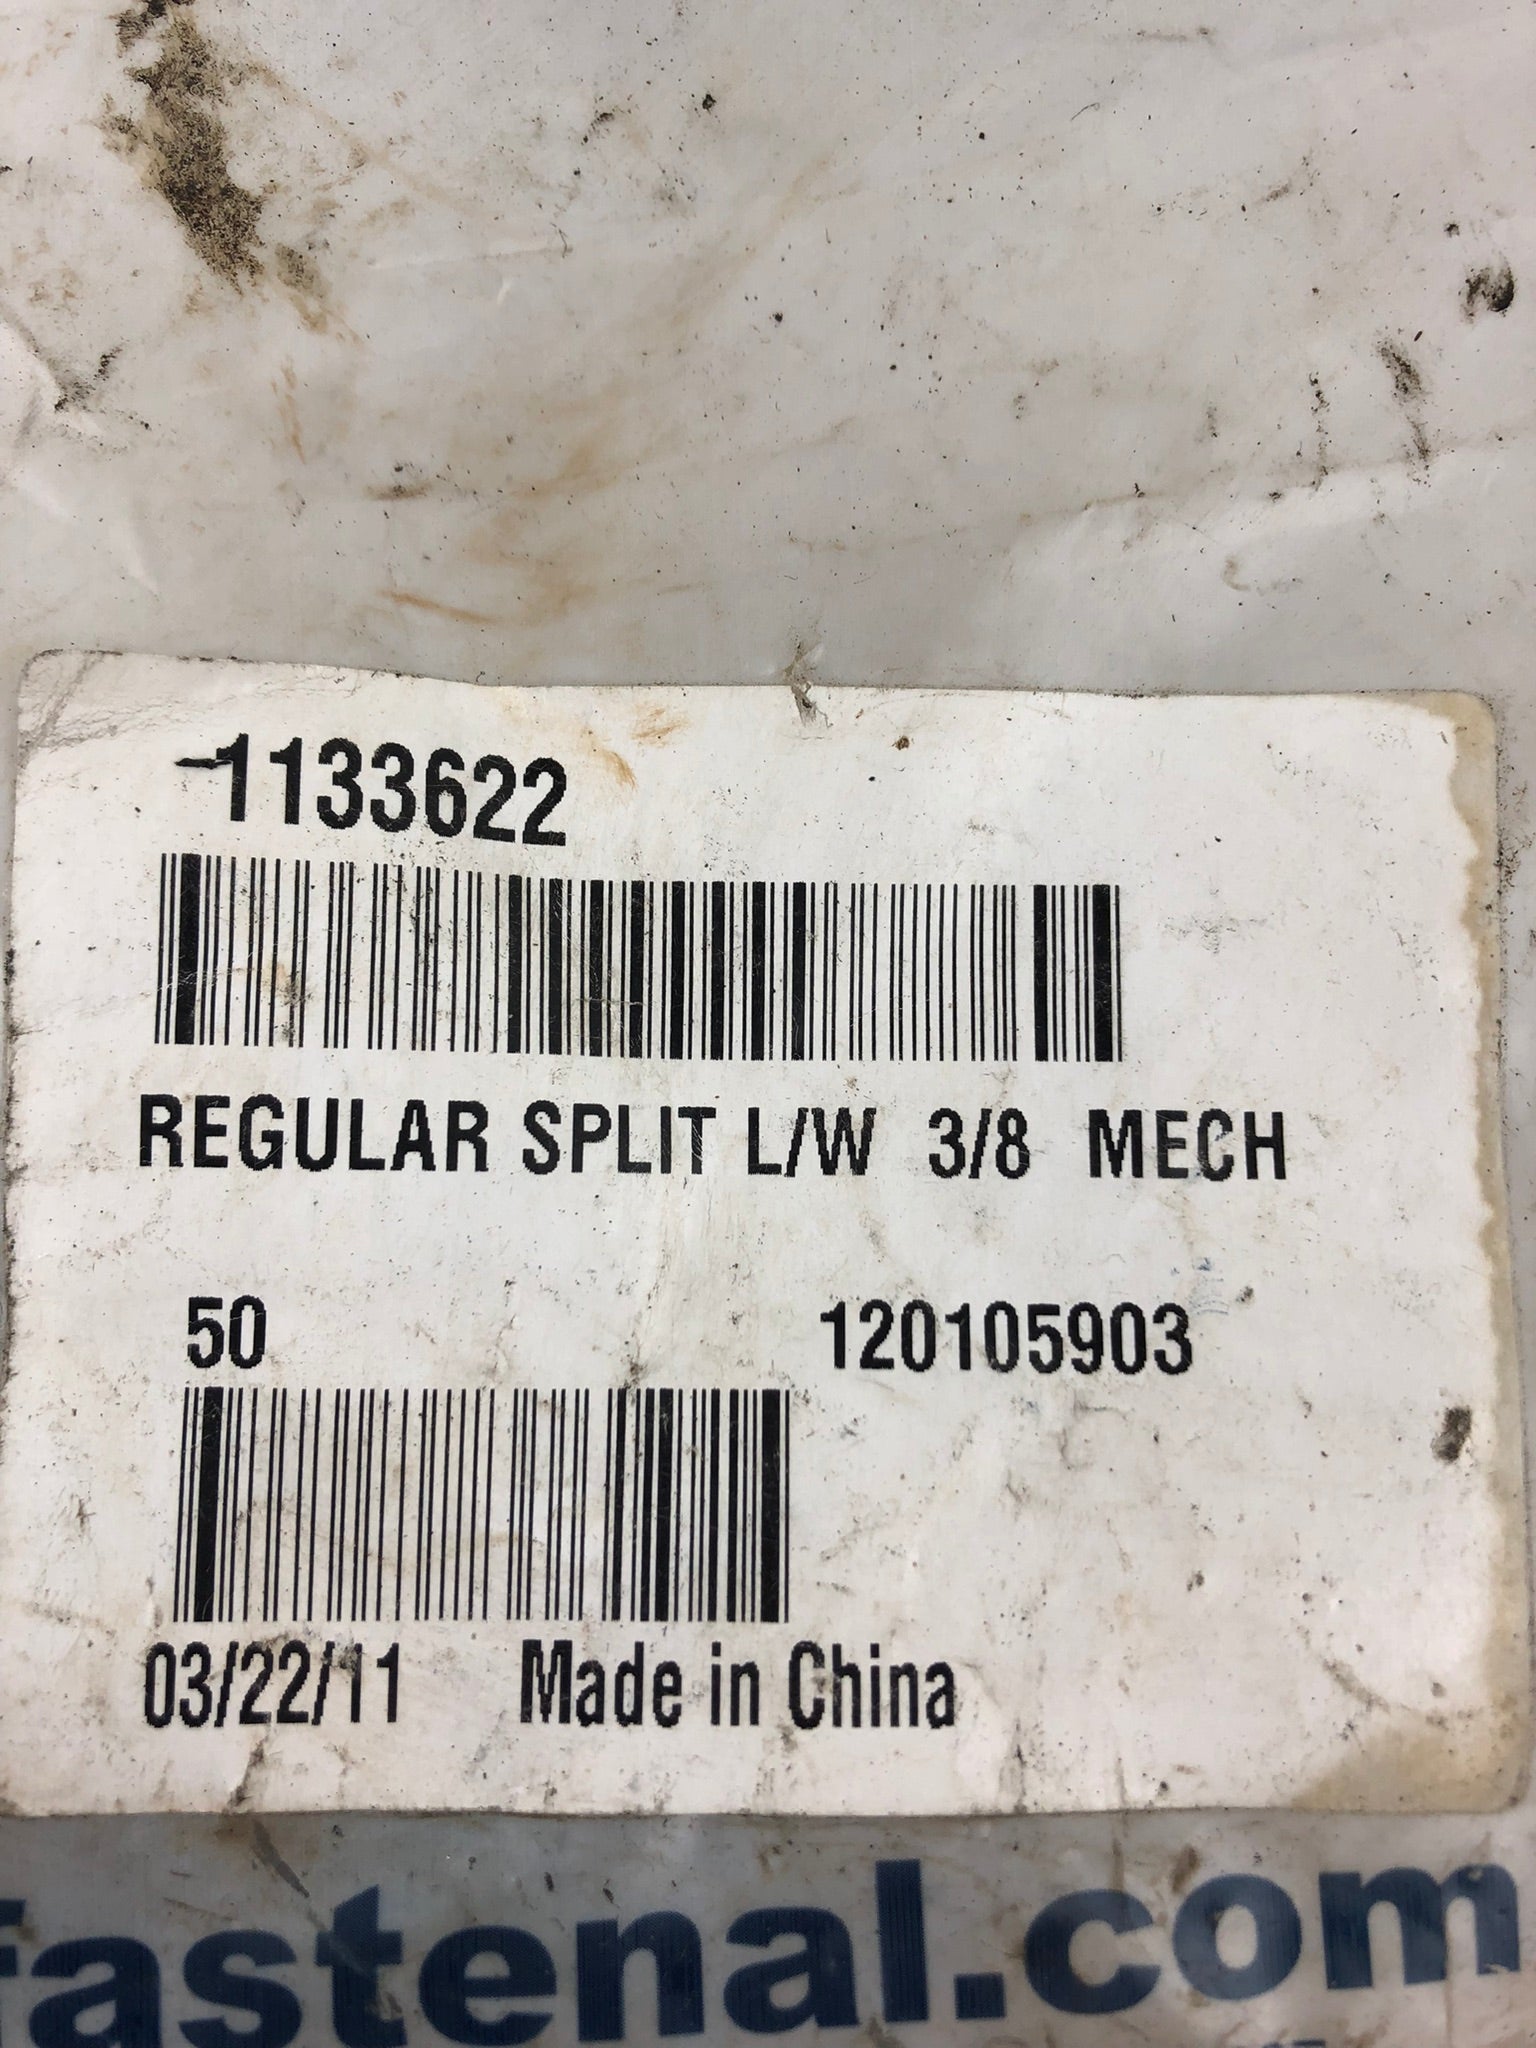 1133622
REGULAR SPLIT L/W 3/8 MECH
50 120105903
03/22/11 Made in China
fastenal.com